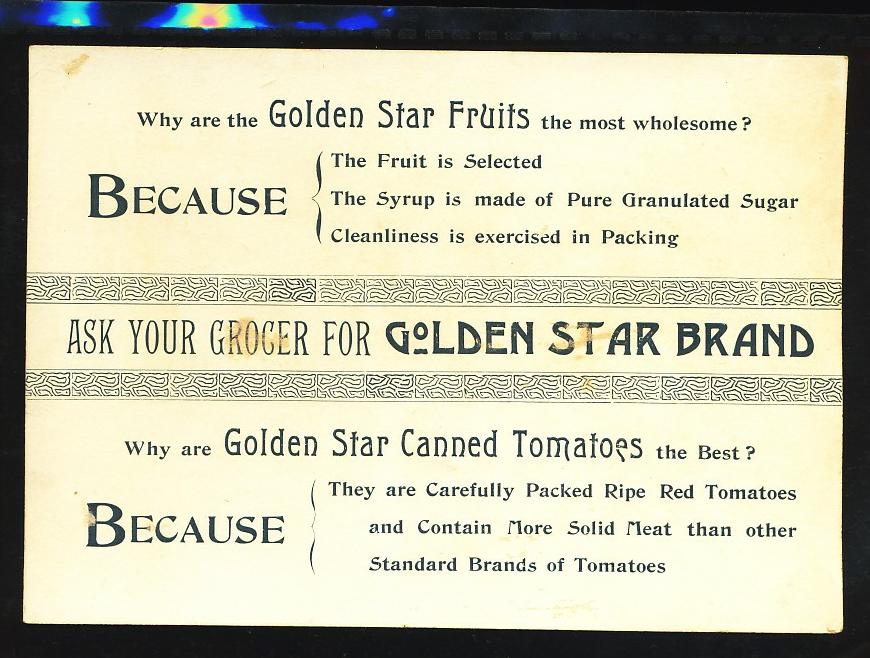 Why are the Golden Star Fruits the most wholesome?
BECAUSE
The Fruit is Selected
The Syrup is made of Pure Granulated Sugar
Cleanliness is exercised in Packing
ASK YOUR GROCER FOR GOLDEN STAR BRAND
Why are Golden Star Canned Tomatoes the Best?
BECAUSE
They are Carefully Packed Ripe Red Tomatoes
and Contain More Solid Meat than other
Standard Brands of Tomatoes